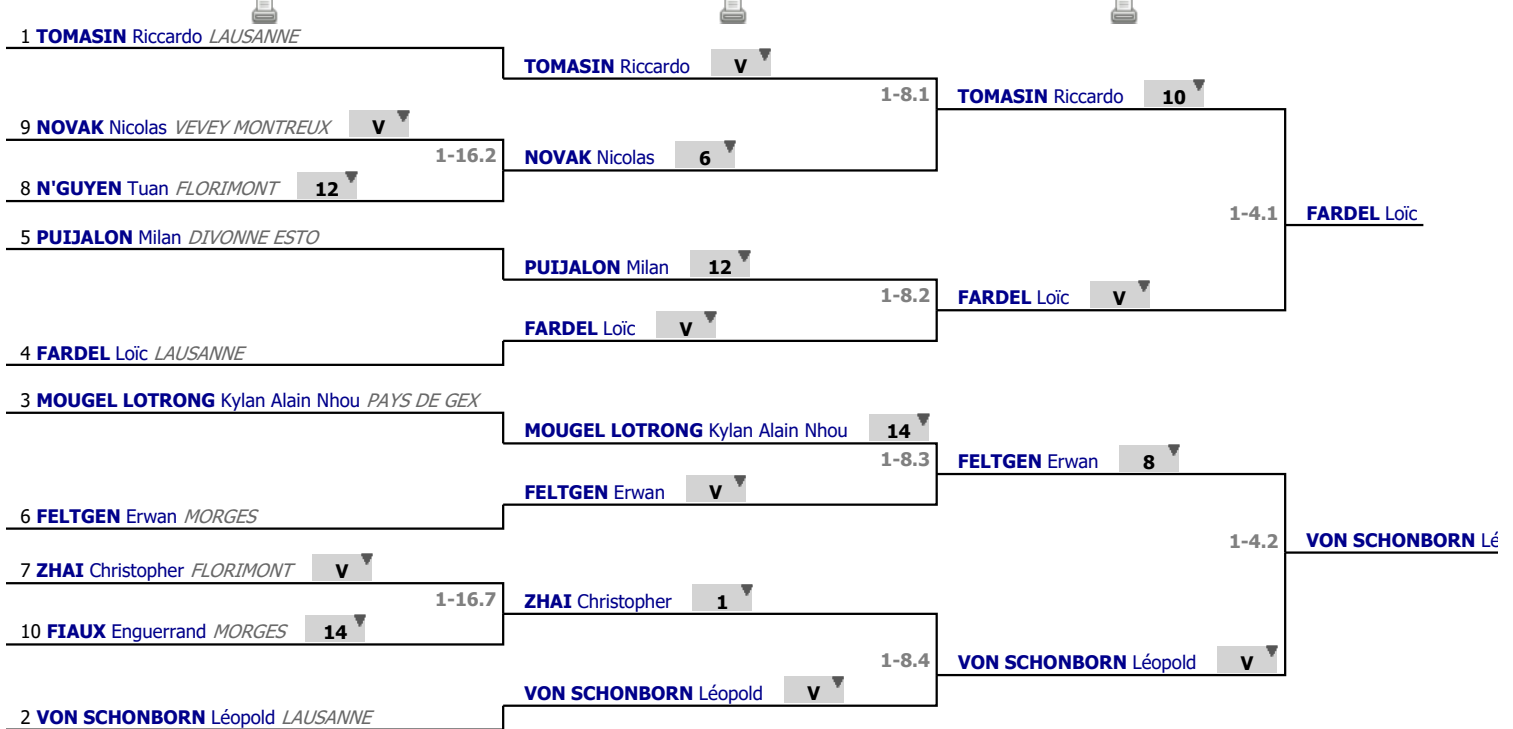 1 TOMASIN Riccardo LAUSANNE
TOMASIN Riccardo V
1-8.1
TOMASIN Riccardo 10
9 NOVAK Nicolas VEVEY MONTREUX V
1-16.2
NOVAK Nicolas 6
8 N'GUYEN Tuan FLORIMONT 12
1-4.1
FARDEL Loïc
5 PUIJALON Milan DIVONNE ESTO
PUIJALON Milan 12
1-8.2
FARDEL Loïc V
FARDEL Loïc V
4 FARDEL Loïc LAUSANNE
3 MOUGEL LOTRONG Kylan Alain Nhou PAYS DE GEX
MOUGEL LOTRONG Kylan Alain Nhou 14
1-8.3
FELTGEN Erwan 8
FELTGEN Erwan V
6 FELTGEN Erwan MORGES
1-4.2
VON SCHONBORN Lé
7 ZHAI Christopher FLORIMONT V
1-16.7
ZHAI Christopher 1
10 FIAUX Enguerrand MORGES 14
1-8.4
VON SCHONBORN Léopold V
VON SCHONBORN Léopold V
2 VON SCHONBORN Léopold LAUSANNE